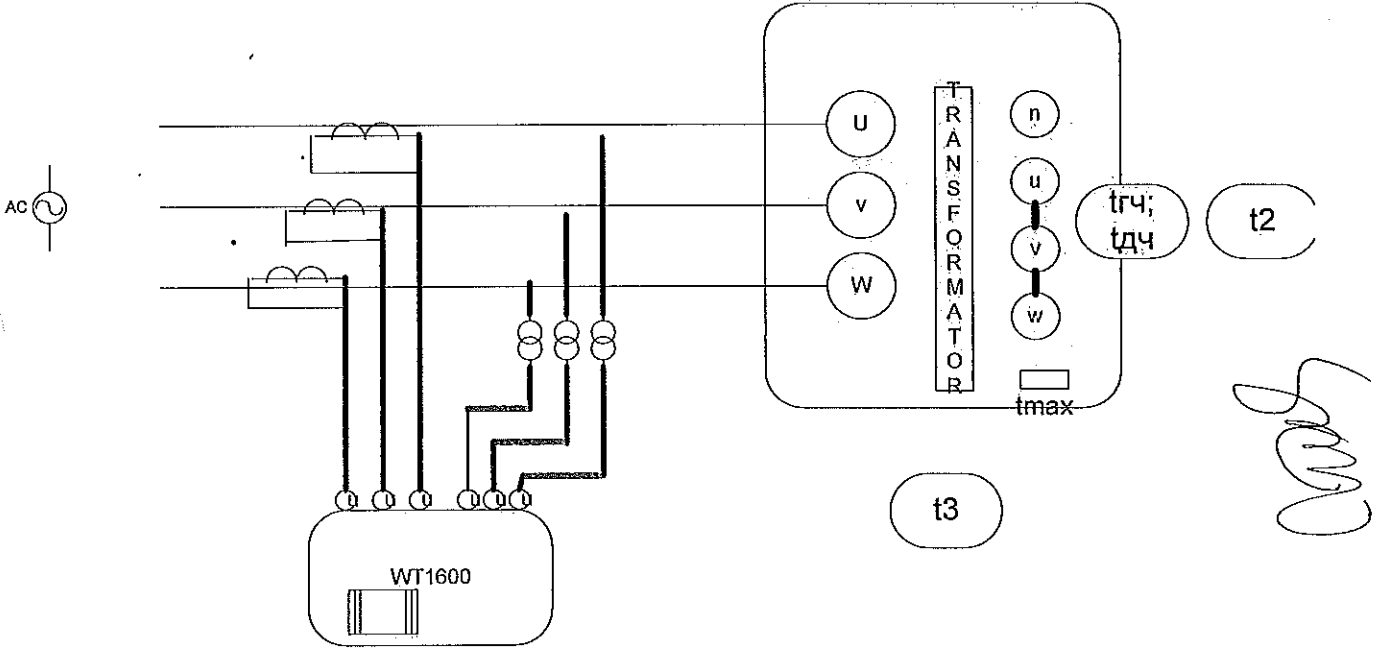 AC
U
v
W
TRANSFORMATOR
n
u
v
w
tmax
tгч;
tдч
t2
t3
U
U
U
U
U
U
WT1600